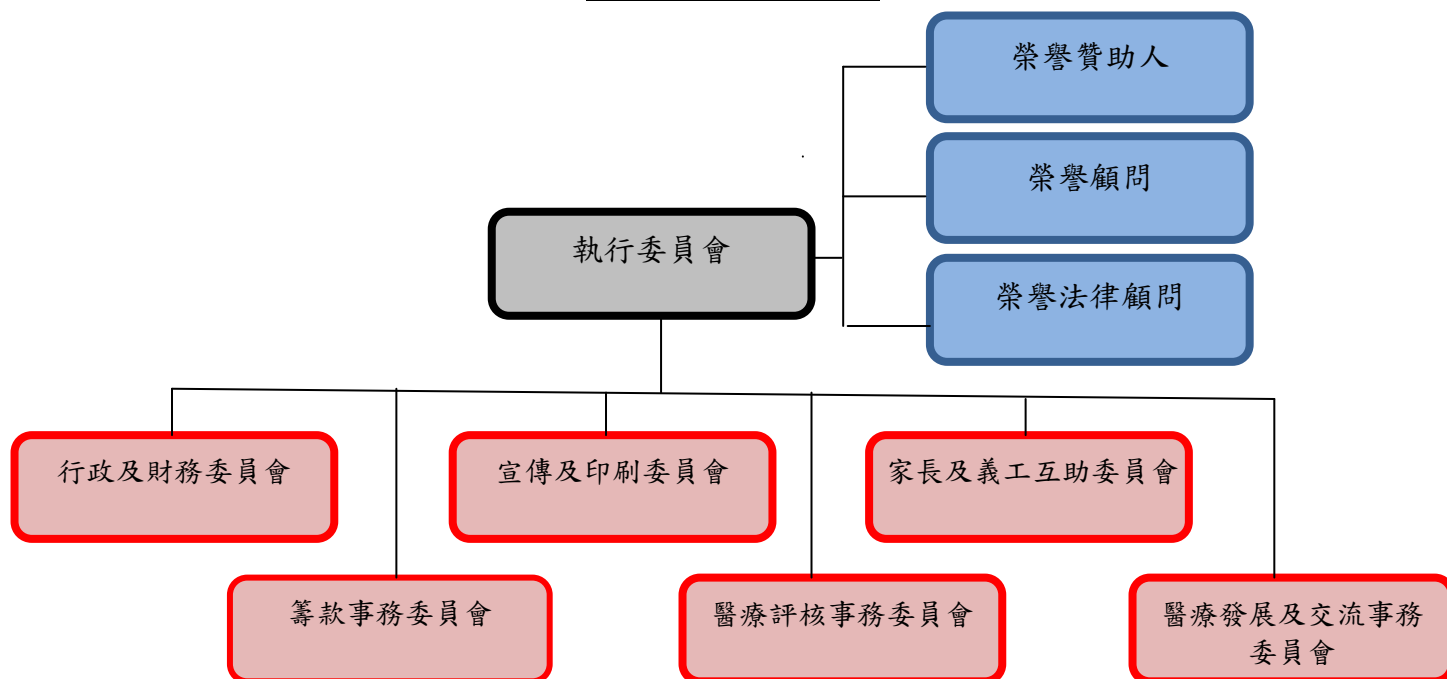 榮譽贊助人
榮譽顧問
執行委員會
榮譽法律顧問
行政及財務委員會
宣傳及印刷委員會
家長及義工互助委員會
籌款事務委員會
醫療評核事務委員會
醫療發展及交流事務
委員會